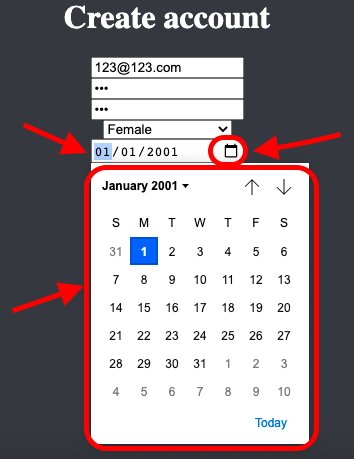 Create account
123@123.com
•••
•••
Female
01/01/2001
January 2001
S M T W T F S
31 1 2 3 4 5 6
7 8 9 10 11 12 13
14 15 16 17 18 19 20
21 22 23 24 25 26 27
28 29 30 31 1 2 3
4 5 6 7 8 9 10
Today